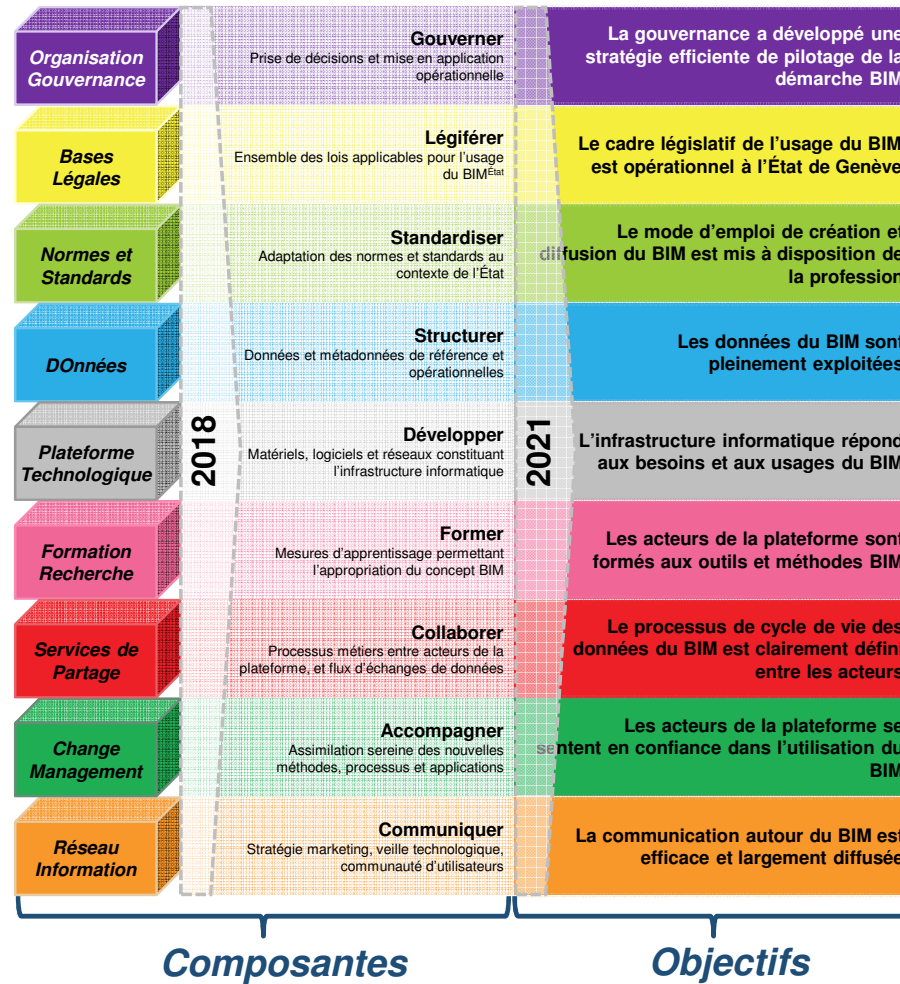 Organisation
Gouvernance
Gouverner
Prise de décisions et mise en application
opérationnelle
La gouvernance a développé une
stratégie efficiente de pilotage de la
démarche BIM
Bases
Légales
Légiférer
Ensemble des lois applicables pour l'usage
du BIMÉtat
Le cadre législatif de l'usage du BIM
est opérationnel à l'État de Genève
Normes et
Standards
Standardiser
Adaptation des normes et standards au
contexte de l'État
Le mode d'emploi de création et
diffusion du BIM est mis à disposition de
la profession
DOnnées
Structurer
Données et métadonnées de référence et
opérationnelles
Les données du BIM sont
pleinement exploitées
Plateforme
Technologique
2018
Développer
Matériels, logiciels et réseaux constituant
l'infrastructure informatique
2021
L'infrastructure informatique répond
aux besoins et aux usages du BIM
Formation
Recherche
Former
Mesures d'apprentissage permettant
l'appropriation du concept BIM
Les acteurs de la plateforme sont
formés aux outils et méthodes BIM
Services de
Partage
Collaborer
Processus métiers entre acteurs de la
plateforme, et flux d'échanges de données
Le processus de cycle de vie des
données du BIM est clairement défini
entre les acteurs
Change
Management
Accompagner
Assimilation sereine des nouvelles
méthodes, processus et applications
Les acteurs de la plateforme se
sentent en confiance dans l'utilisation du
BIM
Réseau
Information
Communiquer
Stratégie marketing, veille technologique,
communauté d'utilisateurs
La communication autour du BIM est
efficace et largement diffusée
Composantes
Objectifs